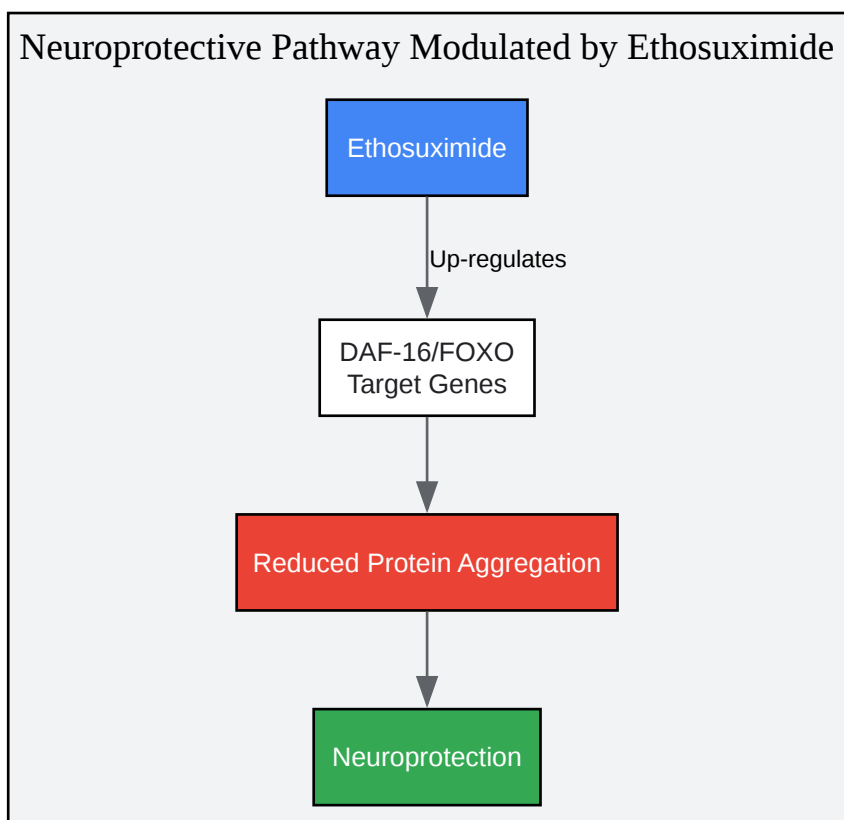 Neuroprotective Pathway Modulated by Ethosuximide
Ethosuximide
Up-regulates
DAF-16/FOXO
Target Genes
Reduced Protein Aggregation
Neuroprotection